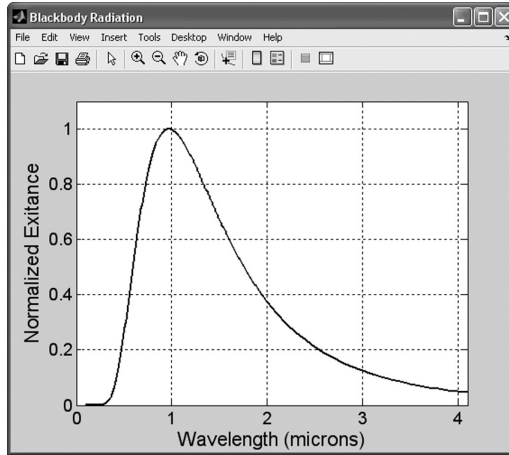 Blackbody Radiation
File Edit View Insert Tools Desktop Window Help
Normalized Exitance
1
0.8
0.6
0.4
0.2
0
0 1 2 3 4
Wavelength (microns)